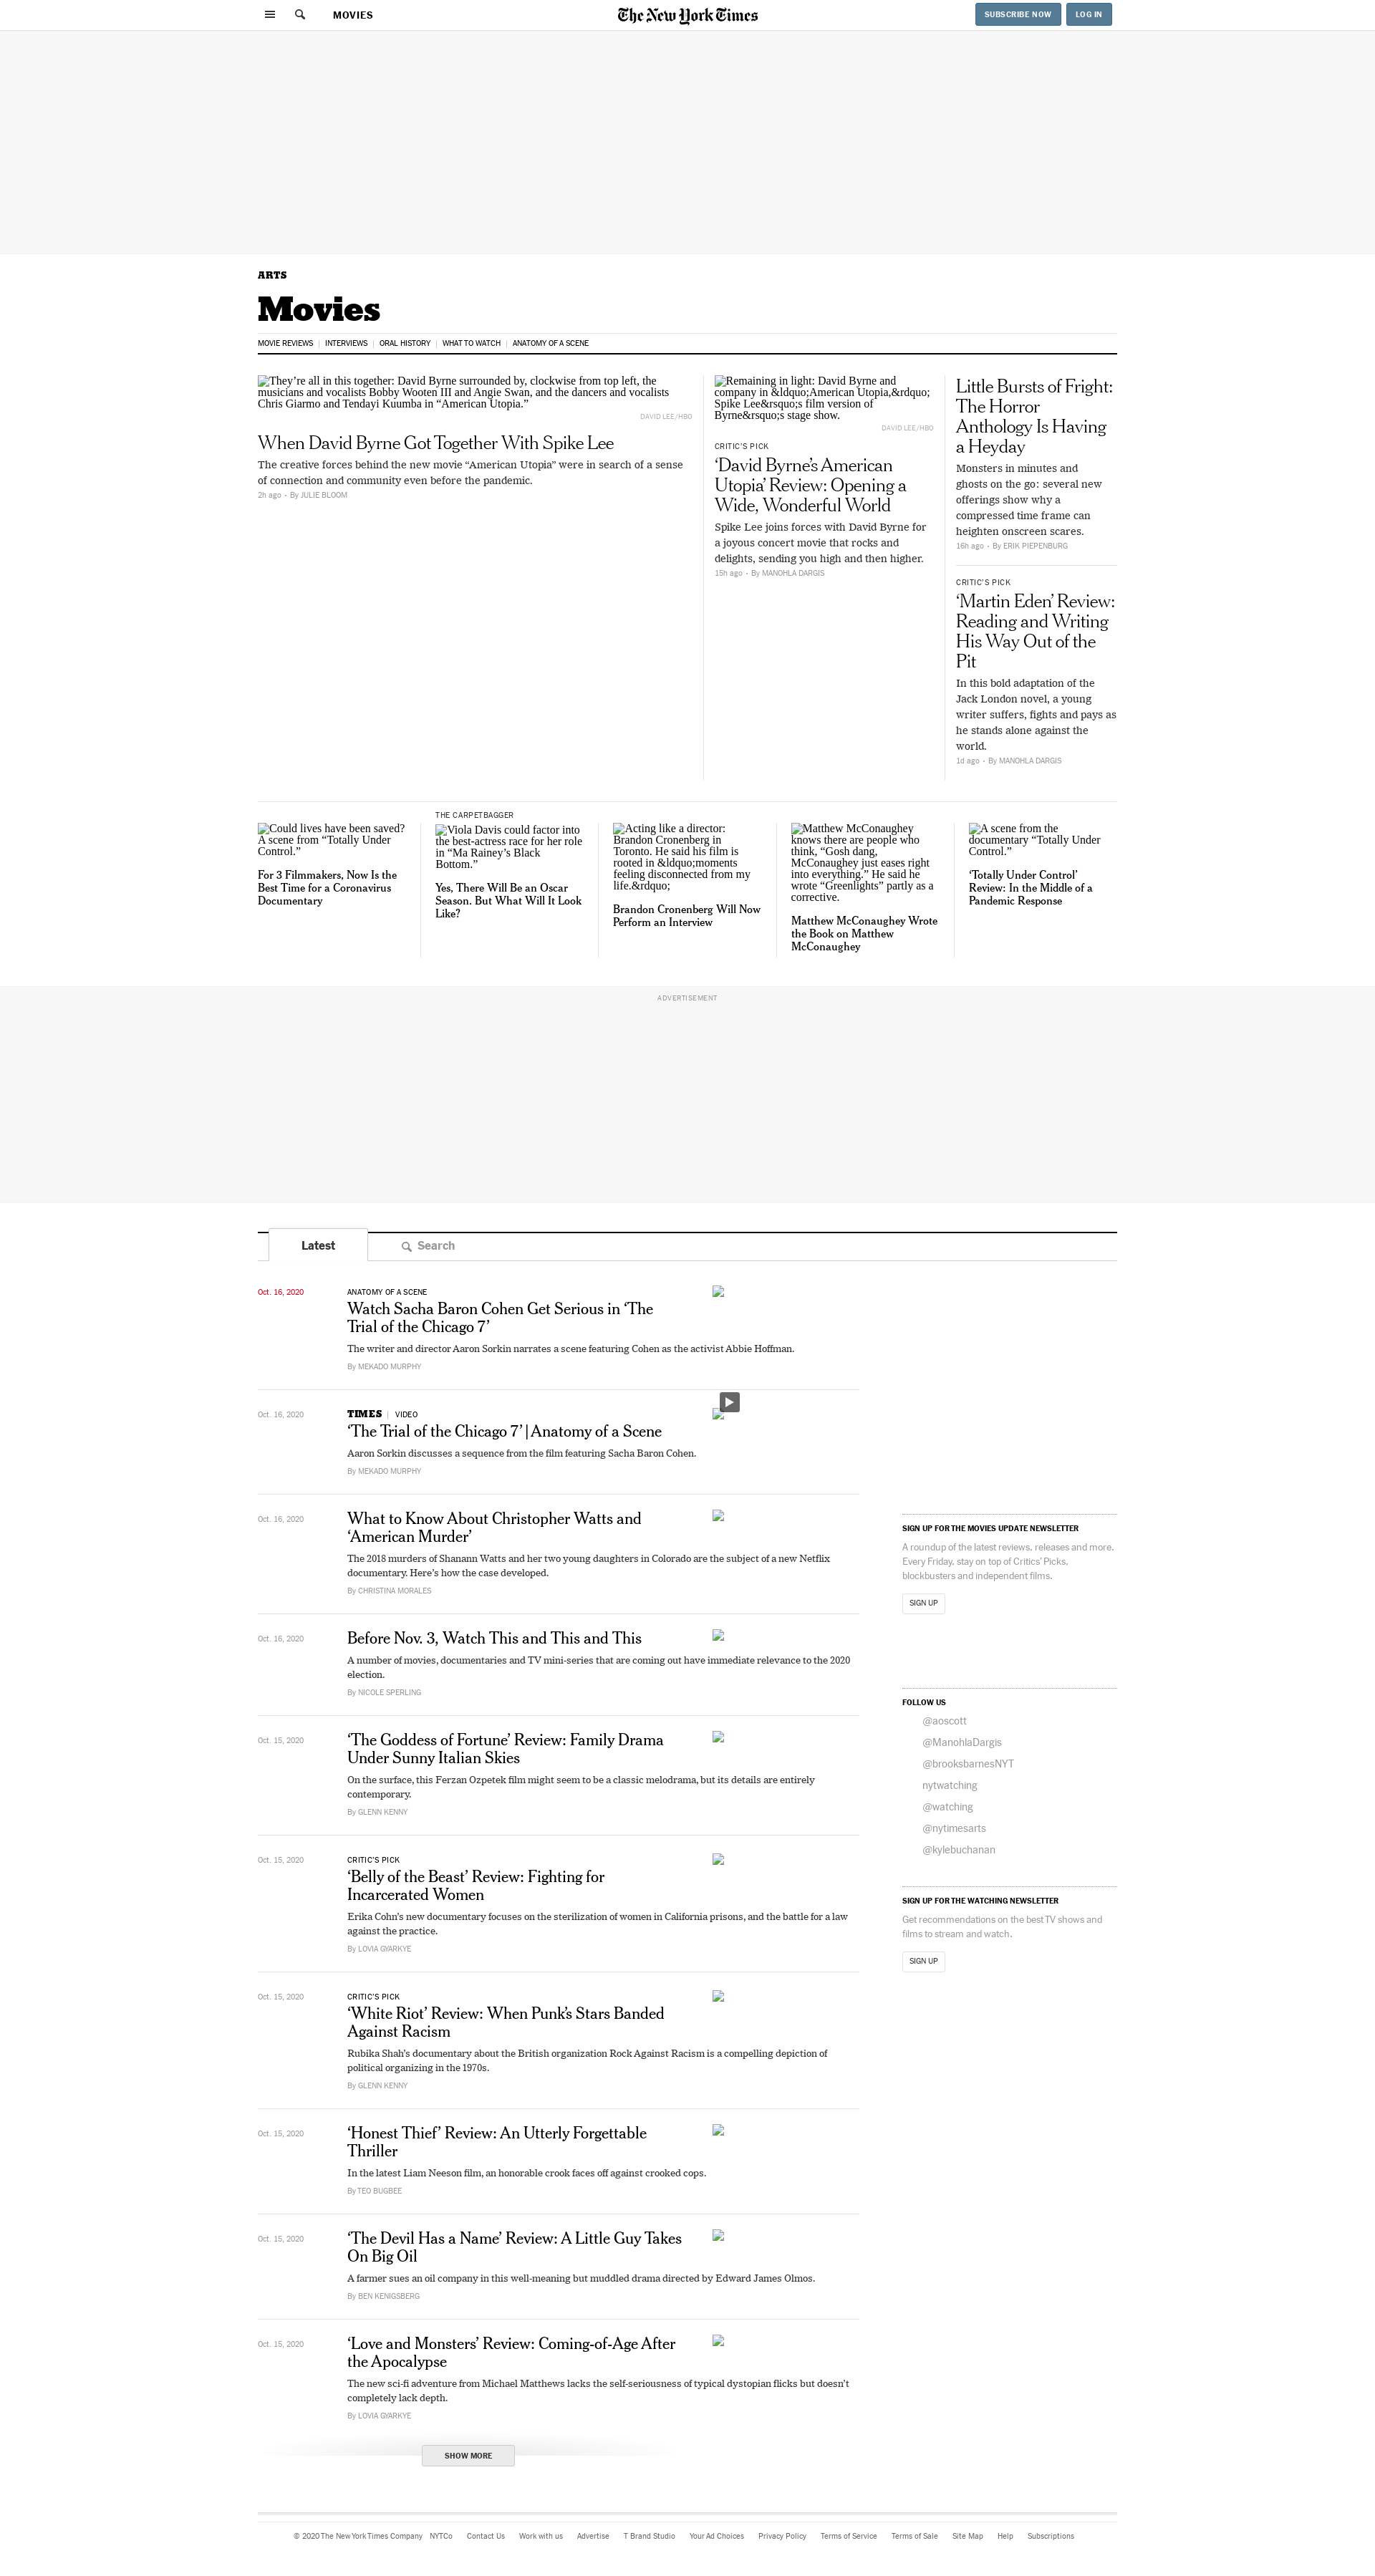 MOVIES
The New York Times
SUBSCRIBE NOW
LOG IN
ARTS
Movies
MOVIE REVIEWS
INTERVIEWS
ORAL HISTORY
WHAT TO WATCH
ANATOMY OF A SCENE
They’re all in this together: David Byrne surrounded by, clockwise from top left, the
musicians and vocalists Bobby Wooten III and Angie Swan, and the dancers and vocalists
Chris Giarmo and Tendayi Kuumba in “American Utopia.”
DAVID LEE/HBO
When David Byrne Got Together With Spike Lee
The creative forces behind the new movie “American Utopia” were in search of a sense
of connection and community even before the pandemic.
2h ago • By JULIE BLOOM
Remaining in light: David Byrne and
company in &ldquo;American Utopia,&rdquo;
Spike Lee&rsquo;s film version of
Byrne&rsquo;s stage show.
DAVID LEE/HBO
CRITIC’S PICK
‘David Byrne’s American
Utopia’ Review: Opening a
Wide, Wonderful World
Spike Lee joins forces with David Byrne for
a joyous concert movie that rocks and
delights, sending you high and then higher.
15h ago • By MANOHLA DARGIS
Little Bursts of Fright:
The Horror
Anthology Is Having
a Heyday
Monsters in minutes and
ghosts on the go: several new
offerings show why a
compressed time frame can
heighten onscreen scares.
16h ago • By ERIK PIEPENBURG
CRITIC’S PICK
‘Martin Eden’ Review:
Reading and Writing
His Way Out of the
Pit
In this bold adaptation of the
Jack London novel, a young
writer suffers, fights and pays as
he stands alone against the
world.
1d ago • By MANOHLA DARGIS
Could lives have been saved?
A scene from “Totally Under
Control.”
For 3 Filmmakers, Now Is the
Best Time for a Coronavirus
Documentary
THE CARPETBAGGER
Viola Davis could factor into
the best-actress race for her role
in “Ma Rainey’s Black
Bottom.”
Yes, There Will Be an Oscar
Season. But What Will It Look
Like?
Acting like a director:
Brandon Cronenberg in
Toronto. He said his film is
rooted in &ldquo;moments
feeling disconnected from my
life.&rdquo;
Brandon Cronenberg Will Now
Perform an Interview
Matthew McConaughey
knows there are people who
think, “Gosh dang,
McConaughey just eases right
into everything.” He said he
wrote “Greenlights” partly as a
corrective.
Matthew McConaughey Wrote
the Book on Matthew
McConaughey
A scene from the
documentary “Totally Under
Control.”
‘Totally Under Control’
Review: In the Middle of a
Pandemic Response
ADVERTISEMENT
Latest
Search
Oct. 16, 2020
ANATOMY OF A SCENE
Watch Sacha Baron Cohen Get Serious in ‘The
Trial of the Chicago 7’
The writer and director Aaron Sorkin narrates a scene featuring Cohen as the activist Abbie Hoffman.
By MEKADO MURPHY
Oct. 16, 2020
TIMES | VIDEO
‘The Trial of the Chicago 7’ | Anatomy of a Scene
Aaron Sorkin discusses a sequence from the film featuring Sacha Baron Cohen.
By MEKADO MURPHY
Oct. 16, 2020
What to Know About Christopher Watts and
‘American Murder’
The 2018 murders of Shanann Watts and her two young daughters in Colorado are the subject of a new Netflix
documentary. Here’s how the case developed.
By CHRISTINA MORALES
Oct. 16, 2020
Before Nov. 3, Watch This and This and This
A number of movies, documentaries and TV mini-series that are coming out have immediate relevance to the 2020
election.
By NICOLE SPERLING
Oct. 15, 2020
‘The Goddess of Fortune’ Review: Family Drama
Under Sunny Italian Skies
On the surface, this Ferzan Ozpetek film might seem to be a classic melodrama, but its details are entirely
contemporary.
By GLENN KENNY
Oct. 15, 2020
CRITIC’S PICK
‘Belly of the Beast’ Review: Fighting for
Incarcerated Women
Erika Cohn’s new documentary focuses on the sterilization of women in California prisons, and the battle for a law
against the practice.
By LOVIA GYARKYE
Oct. 15, 2020
CRITIC’S PICK
‘White Riot’ Review: When Punk’s Stars Banded
Against Racism
Rubika Shah’s documentary about the British organization Rock Against Racism is a compelling depiction of
political organizing in the 1970s.
By GLENN KENNY
Oct. 15, 2020
‘Honest Thief’ Review: An Utterly Forgettable
Thriller
In the latest Liam Neeson film, an honorable crook faces off against crooked cops.
By TEO BUGBEE
Oct. 15, 2020
‘The Devil Has a Name’ Review: A Little Guy Takes
On Big Oil
A farmer sues an oil company in this well-meaning but muddled drama directed by Edward James Olmos.
By BEN KENIGSBERG
Oct. 15, 2020
‘Love and Monsters’ Review: Coming-of-Age After
the Apocalypse
The new sci-fi adventure from Michael Matthews lacks the self-seriousness of typical dystopian flicks but doesn’t
completely lack depth.
By LOVIA GYARKYE
SHOW MORE
SIGN UP FOR THE MOVIES UPDATE NEWSLETTER
A roundup of the latest reviews, releases and more.
Every Friday, stay on top of Critics’ Picks,
blockbusters and independent films.
SIGN UP
FOLLOW US
@aoscott
@ManohlaDargis
@brooksbarnesNYT
nytwatching
@watching
@nytimesarts
@kylebuchanan
SIGN UP FOR THE WATCHING NEWSLETTER
Get recommendations on the best TV shows and
films to stream and watch.
SIGN UP
© 2020 The New York Times Company NYTCo Contact Us Work with us Advertise T Brand Studio Your Ad Choices Privacy Policy Terms of Service Terms of Sale Site Map Help Subscriptions